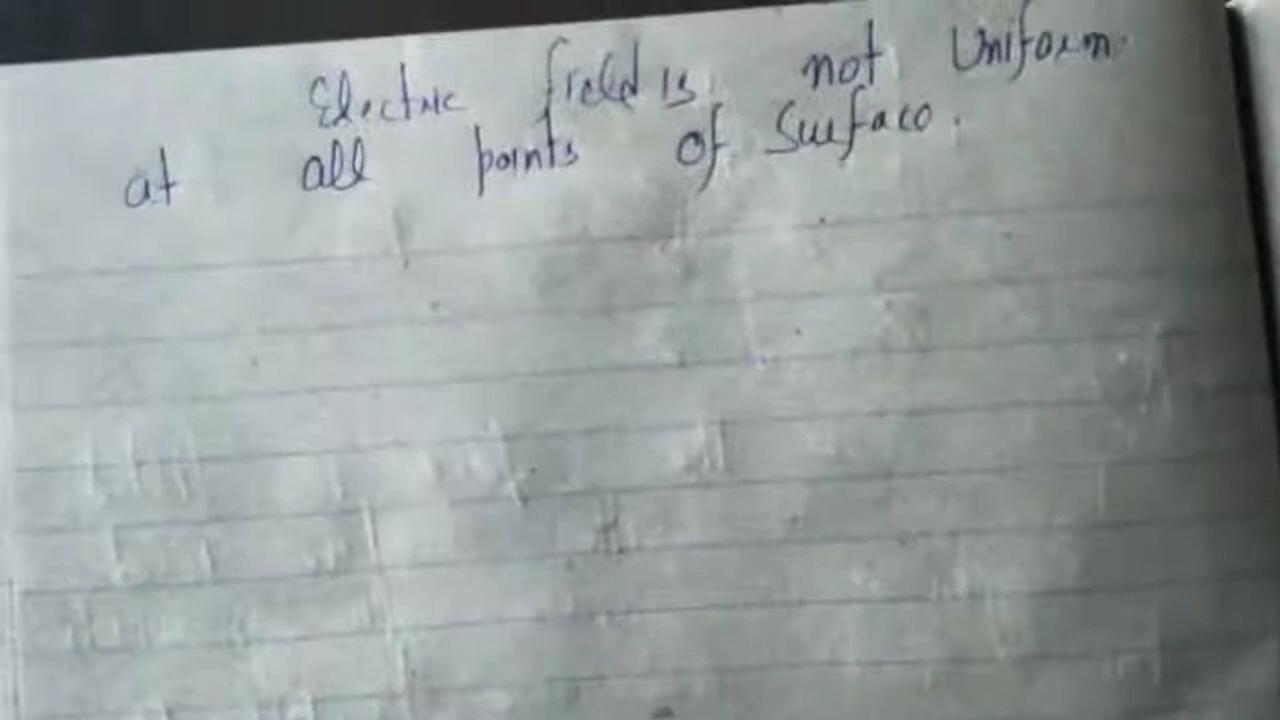 Electric field is not Uniform
at all points of Surface.